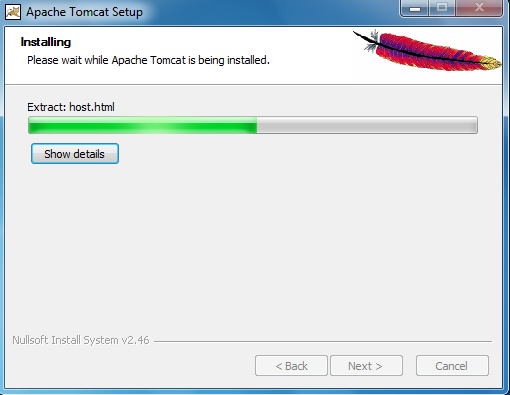 Apache Tomcat Setup
Installing
Please wait while Apache Tomcat is being installed.
Extract: host.html
Show details
Nullsoft Install System v2.46
< Back
Next >
Cancel